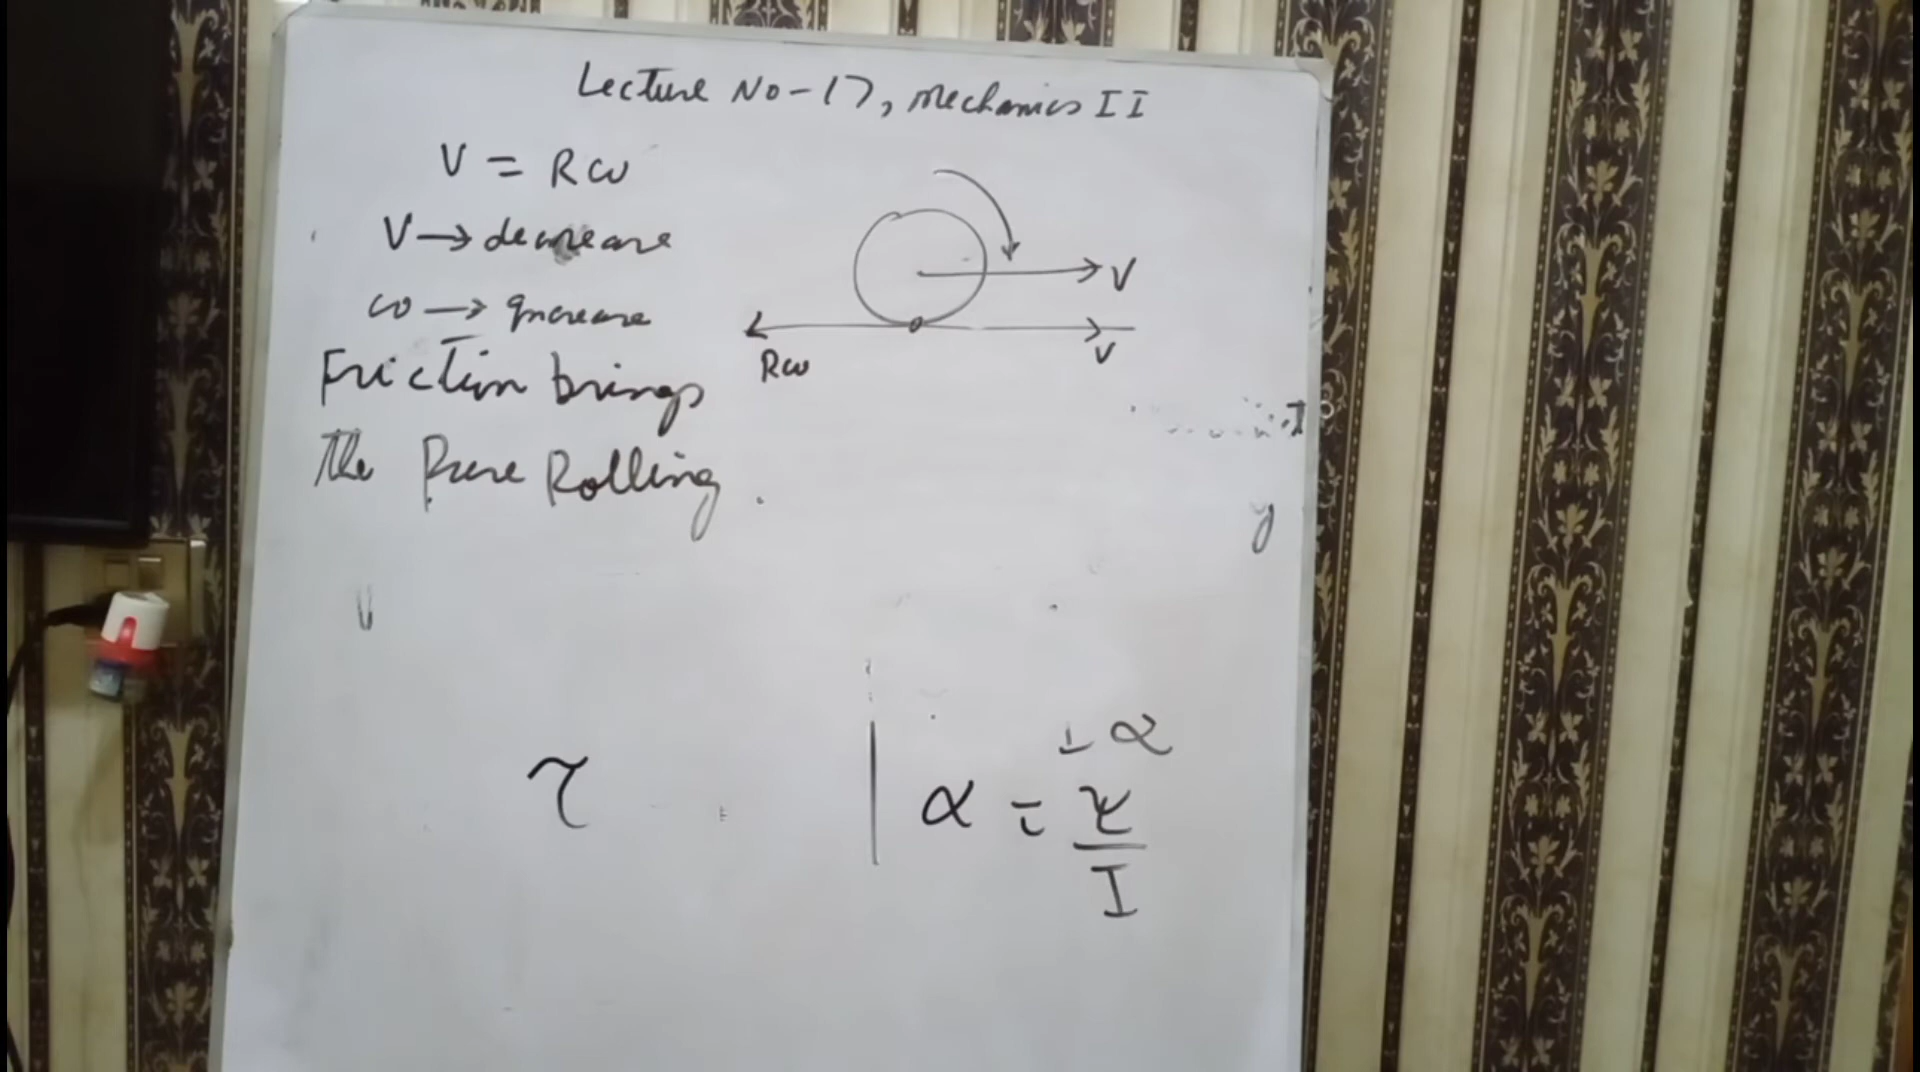 Lecture No-17, Mechanics II
V = Rω
V → decrease
ω → Increase
Friction brings
the Pure Rolling.
V
V
Rω
I
y
V
τ
α = τ
I
α